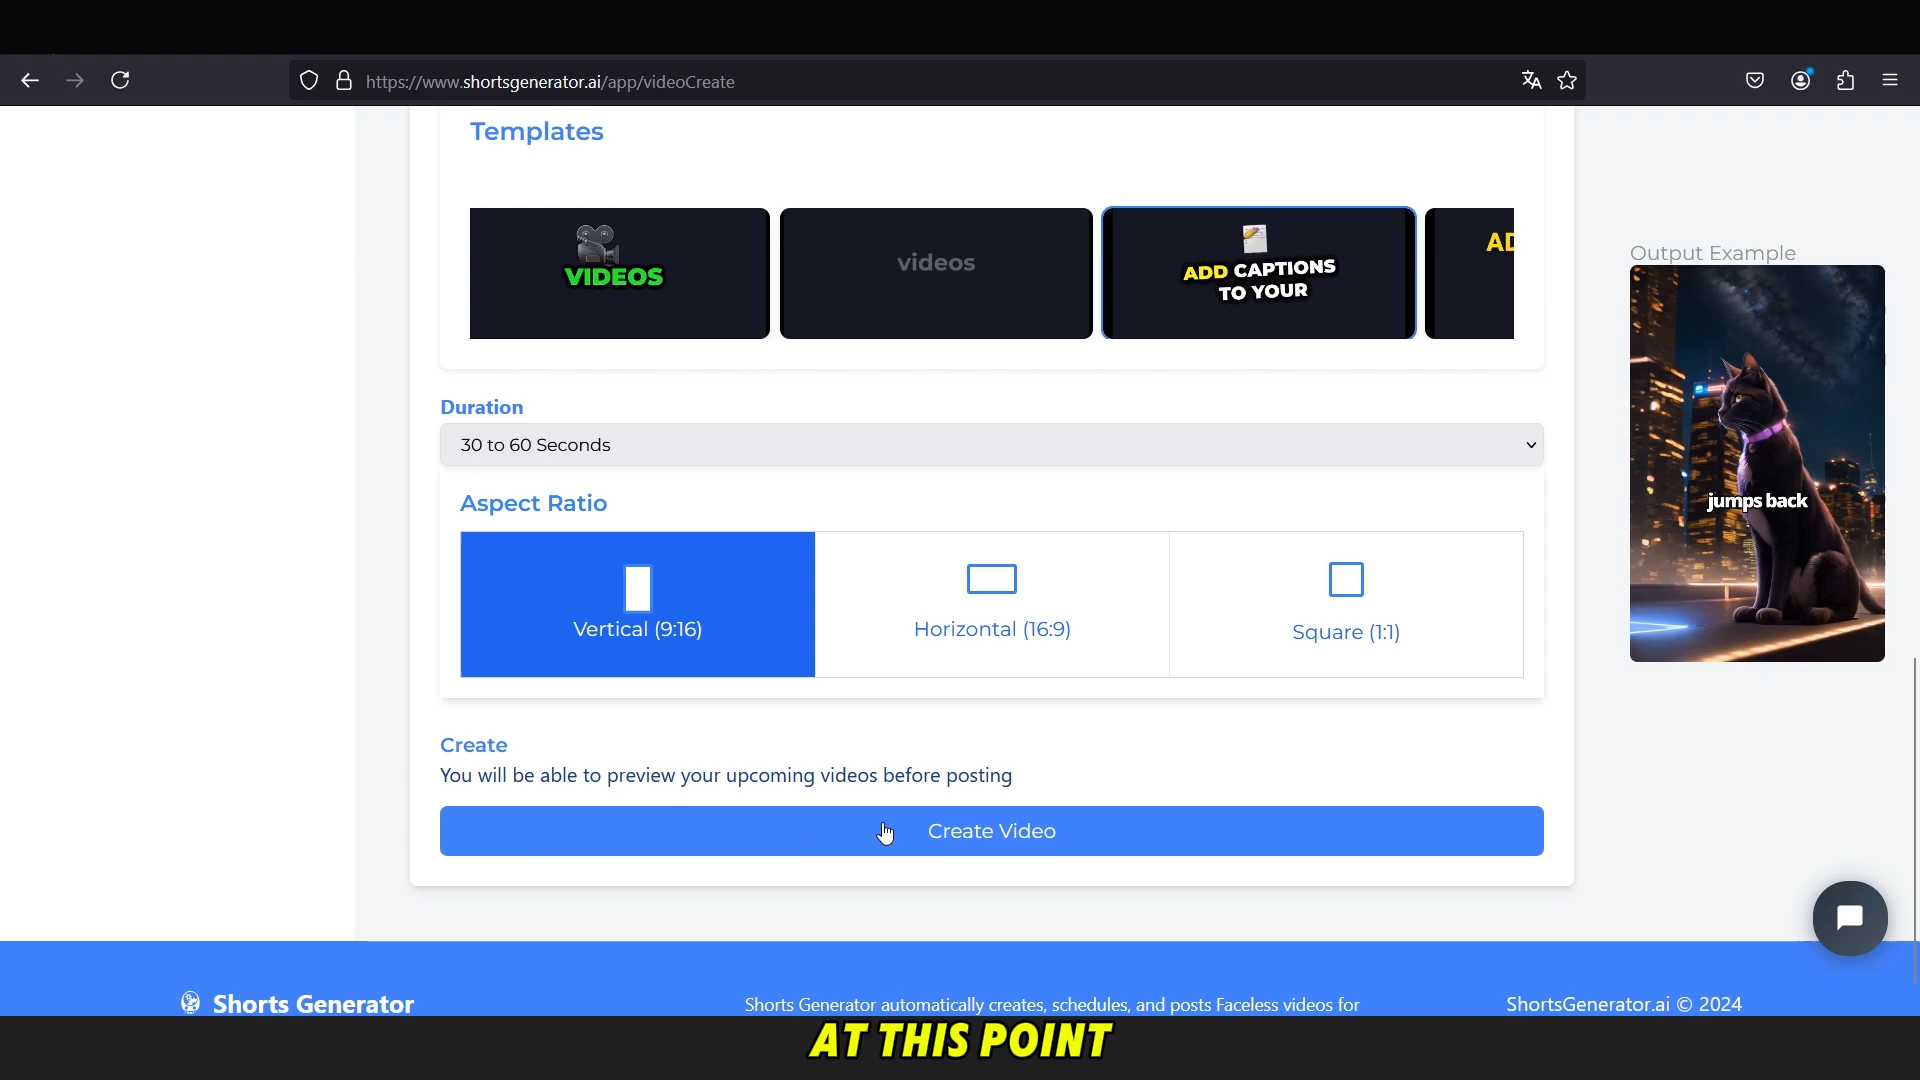 https://www.shortsgenerator.ai/app/videoCreate
Templates
VIDEOS
videos
ADD CAPTIONS
TO YOUR
AD
Output Example
jumps back
Duration
30 to 60 Seconds
Aspect Ratio
Vertical (9:16)
Horizontal (16:9)
Square (1:1)
Create
You will be able to preview your upcoming videos before posting
Create Video
Shorts Generator
Shorts Generator automatically creates, schedules, and posts Faceless videos for
ShortsGenerator.ai © 2024
AT THIS POINT